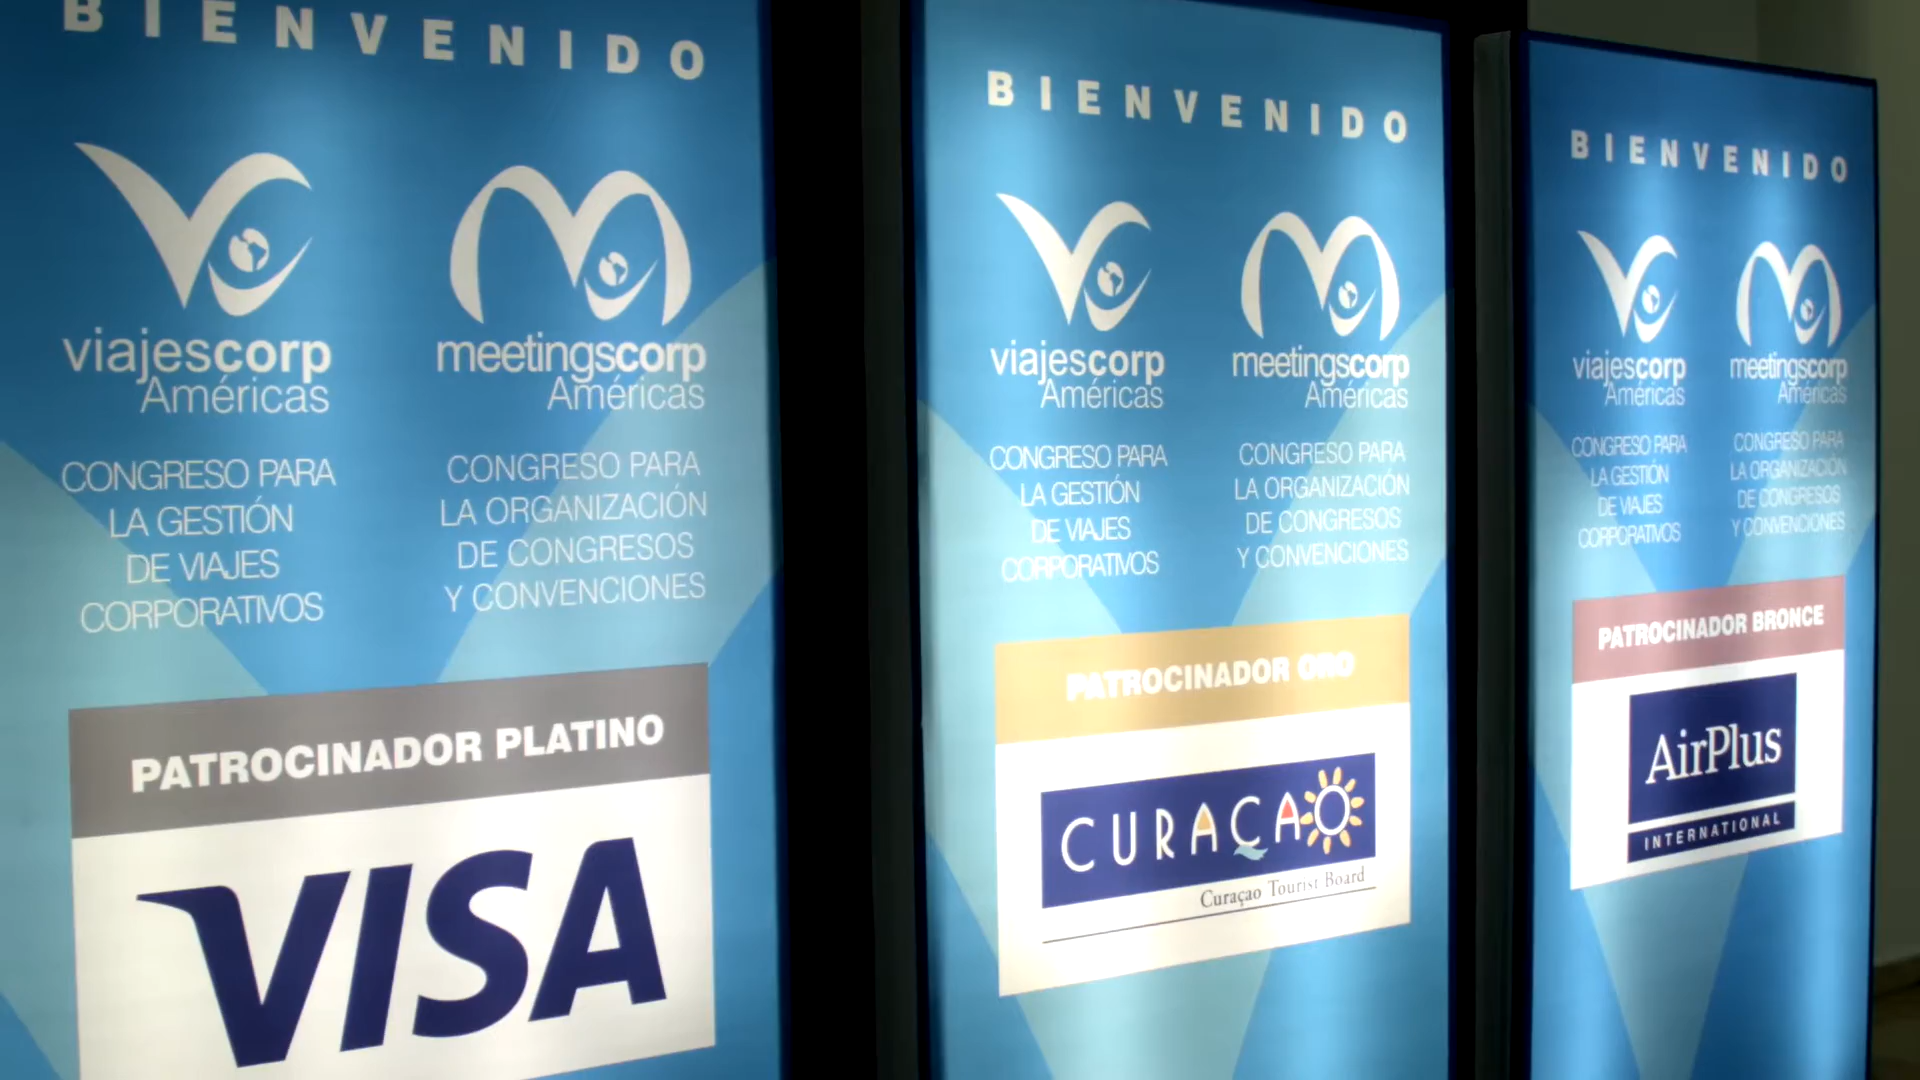 BIENVENIDO
viajescorp
Américas
CONGRESO PARA
LA GESTIÓN
DE VIAJES
CORPORATIVOS
meetingscorp
Américas
CONGRESO PARA
LA ORGANIZACIÓN
DE CONGRESOS
Y CONVENCIONES
PATROCINADOR PLATINO
VISA
BIENVENIDO
viajescorp
Américas
CONGRESO PARA
LA GESTIÓN
DE VIAJES
CORPORATIVOS
meetingscorp
Américas
CONGRESO PARA
LA ORGANIZACIÓN
DE CONGRESOS
Y CONVENCIONES
PATROCINADOR ORO
CURAÇAO
Curaçao Tourist Board
BIENVENIDO
viajescorp
Américas
CONGRESO PARA
LA GESTIÓN
DE VIAJES
CORPORATIVOS
meetingscorp
Américas
CONGRESO PARA
LA ORGANIZACIÓN
DE CONGRESOS
Y CONVENCIONES
PATROCINADOR BRONCE
AirPlus
INTERNATIONAL